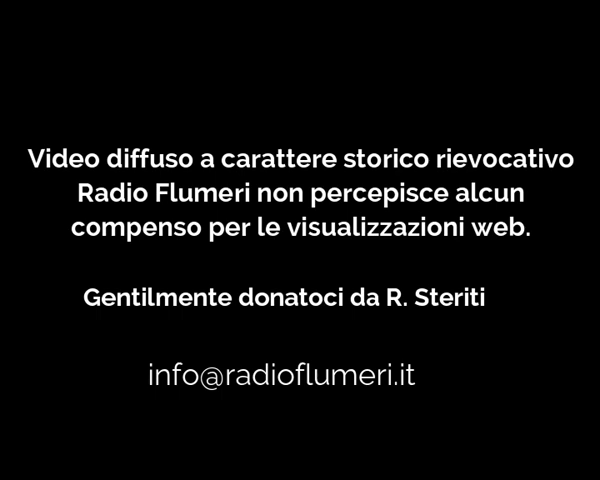 Video diffuso a carattere storico rievocativo
Radio Flumeri non percepisce alcun
compenso per le visualizzazioni web.
Gentilmente donatoci da R. Steriti
info@radioflumeri.it